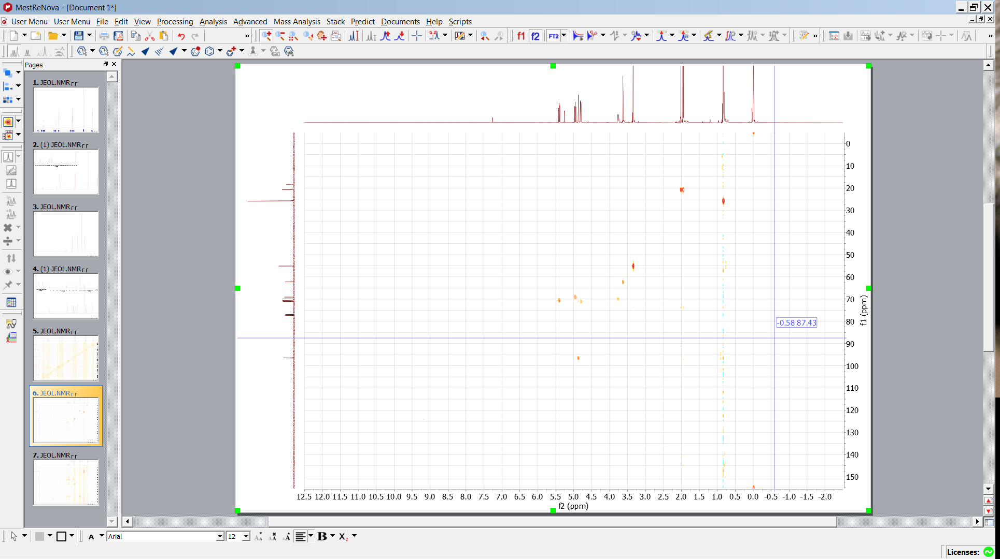 MestReNova - [Document 1*]
User Menu User Menu File Edit View Processing Analysis Advanced Mass Analysis Stack Predict Documents Help Scripts
» f1 f2 FT2 » »
Pages
1. JEOL.NMR┌┌
2. (1) JEOL.NMR┌┌
3. JEOL.NMR┌┌
4. (1) JEOL.NMR┌┌
5. JEOL.NMR┌┌
6. JEOL.NMR┌┌
7. JEOL.NMR┌┌
0
10
20
30
40
50
60
70
80
90
100
110
120
130
140
150
f1 (ppm)
-0.58 87.43
12.5 12.0 11.5 11.0 10.5 10.0 9.5 9.0 8.5 8.0 7.5 7.0 6.5 6.0 5.5 5.0 4.5 4.0 3.5 3.0 2.5 2.0 1.5 1.0 0.5 0.0 -0.5 -1.0 -1.5 -2.0
f2 (ppm)
A Arial 12 B X₂
Licenses: